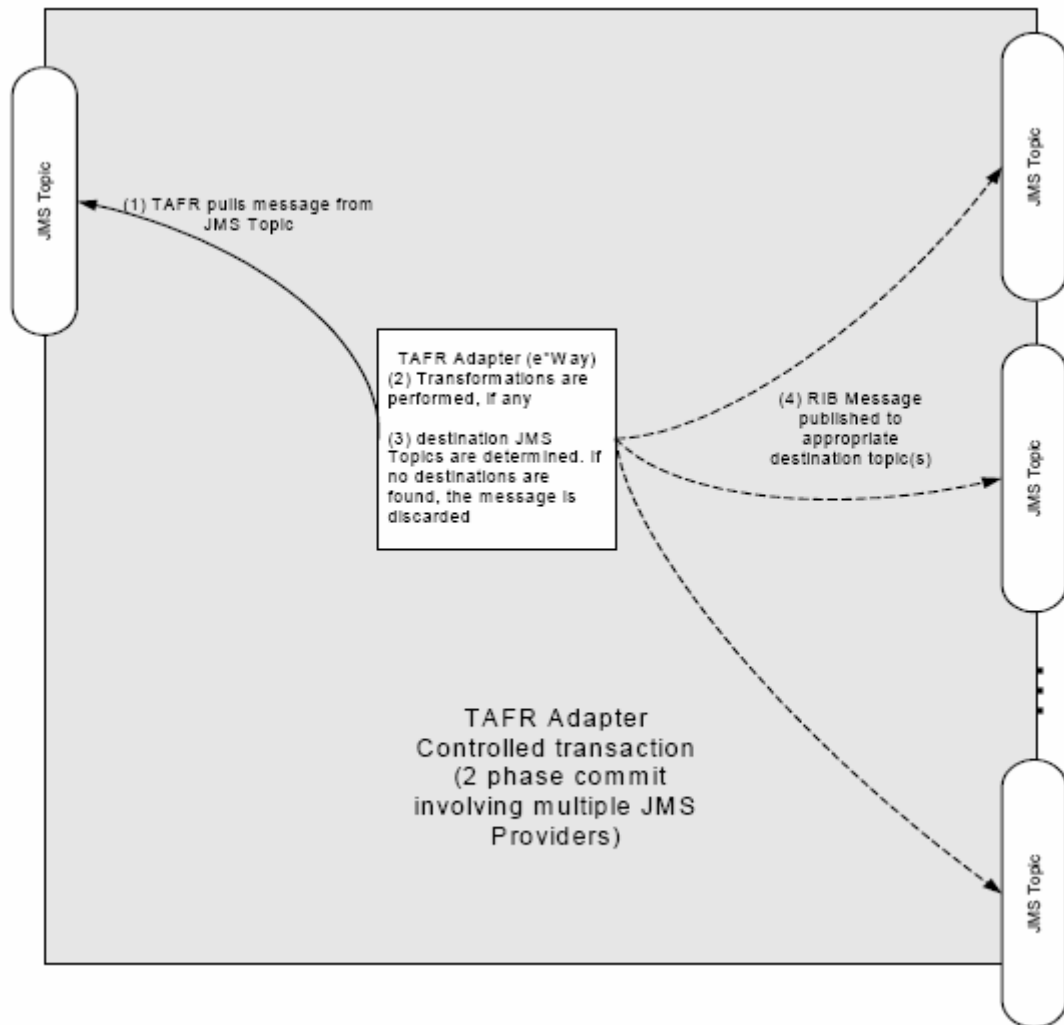 JMS Topic
(1) TAFR pulls message from
JMS Topic
TAFR Adapter (e*Way)
(2) Transformations are
performed, if any
(3) destination JMS
Topics are determined. If
no destinations are
found, the message is
discarded
(4) RIB Message
published to
appropriate
destination topic(s)
JMS Topic
JMS Topic
JMS Topic
TAFR Adapter
Controlled transaction
(2 phase commit
involving multiple JMS
Providers)